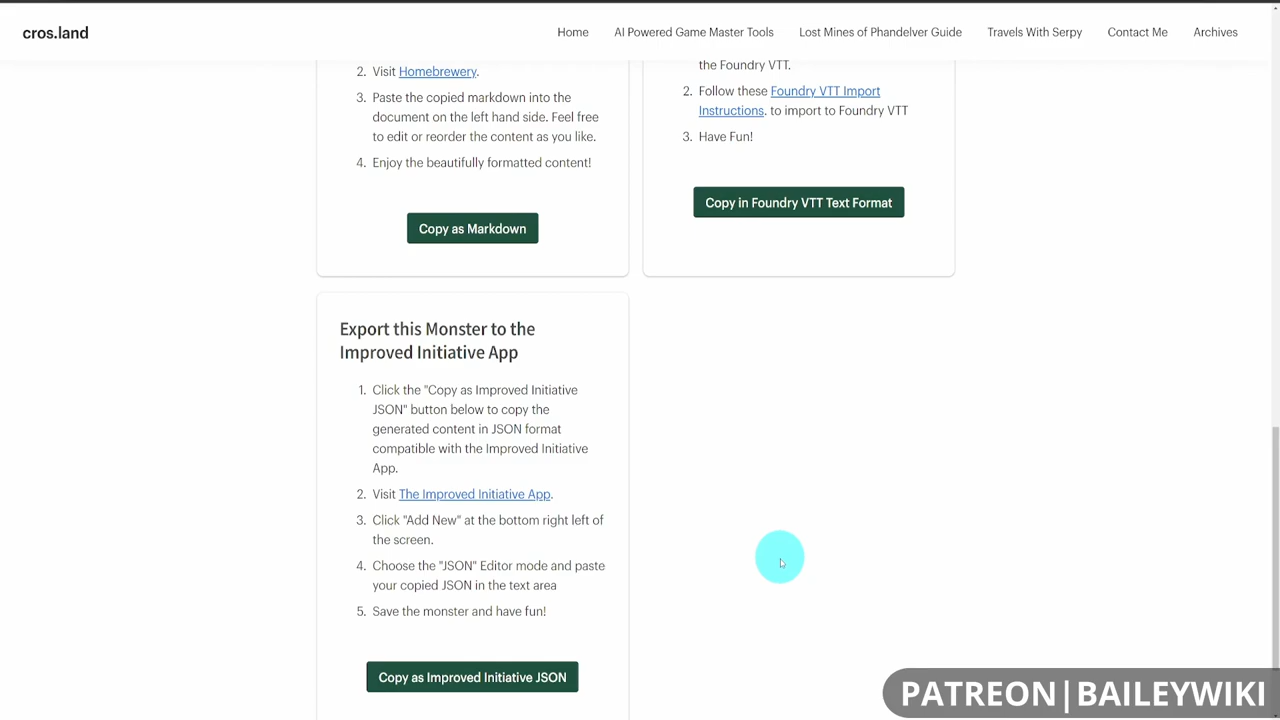 cros.land
Home
AI Powered Game Master Tools
Lost Mines of Phandelver Guide
Travels With Serpy
Contact Me
Archives
2. Visit Homebrewery.
3. Paste the copied markdown into the
document on the left hand side. Feel free
to edit or reorder the content as you like.
4. Enjoy the beautifully formatted content!
Copy as Markdown
the Foundry VTT.
2. Follow these Foundry VTT Import
Instructions. to import to Foundry VTT
3. Have Fun!
Copy in Foundry VTT Text Format
Export this Monster to the
Improved Initiative App
1. Click the "Copy as Improved Initiative
JSON" button below to copy the
generated content in JSON format
compatible with the Improved Initiative
App.
2. Visit The Improved Initiative App.
3. Click "Add New" at the bottom right left of
the screen.
4. Choose the "JSON" Editor mode and paste
your copied JSON in the text area
5. Save the monster and have fun!
Copy as Improved Initiative JSON
PATREON|BAILEYWIKI